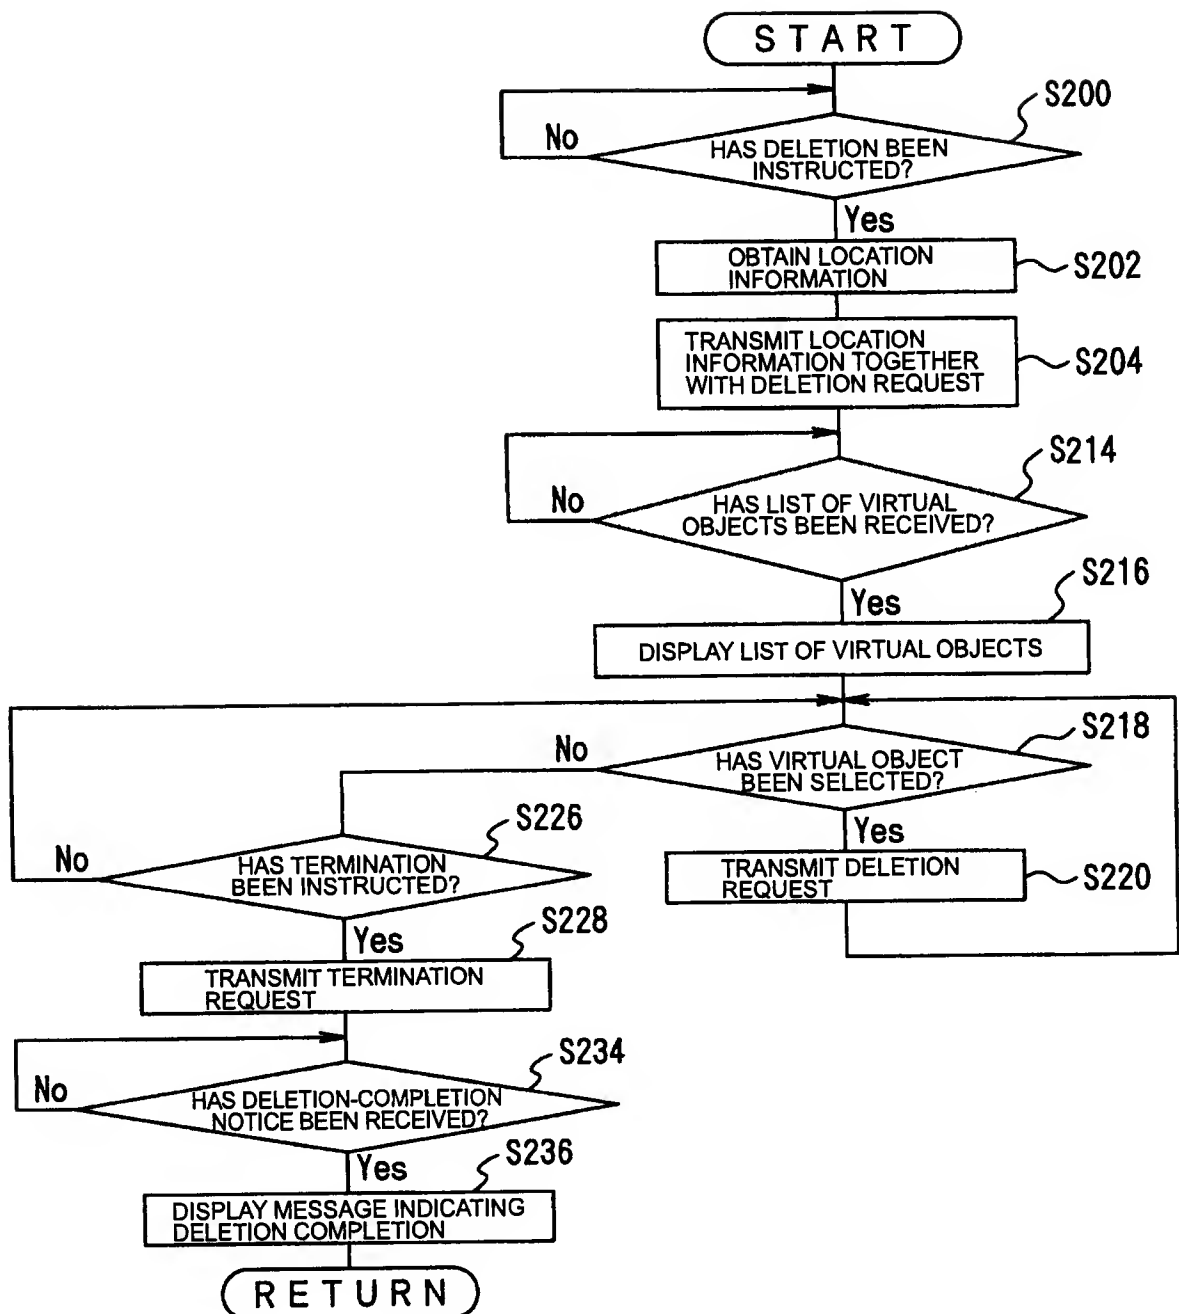 START
S200
No
HAS DELETION BEEN
INSTRUCTED?
Yes
OBTAIN LOCATION
INFORMATION
S202
TRANSMIT LOCATION
INFORMATION TOGETHER
WITH DELETION REQUEST
S204
S214
No
HAS LIST OF VIRTUAL
OBJECTS BEEN RECEIVED?
Yes
S216
DISPLAY LIST OF VIRTUAL OBJECTS
S218
No
HAS VIRTUAL OBJECT
BEEN SELECTED?
Yes
TRANSMIT DELETION
REQUEST
S220
S226
No
HAS TERMINATION
BEEN INSTRUCTED?
Yes
S228
TRANSMIT TERMINATION
REQUEST
S234
No
HAS DELETION-COMPLETION
NOTICE BEEN RECEIVED?
Yes
S236
DISPLAY MESSAGE INDICATING
DELETION COMPLETION
RETURN